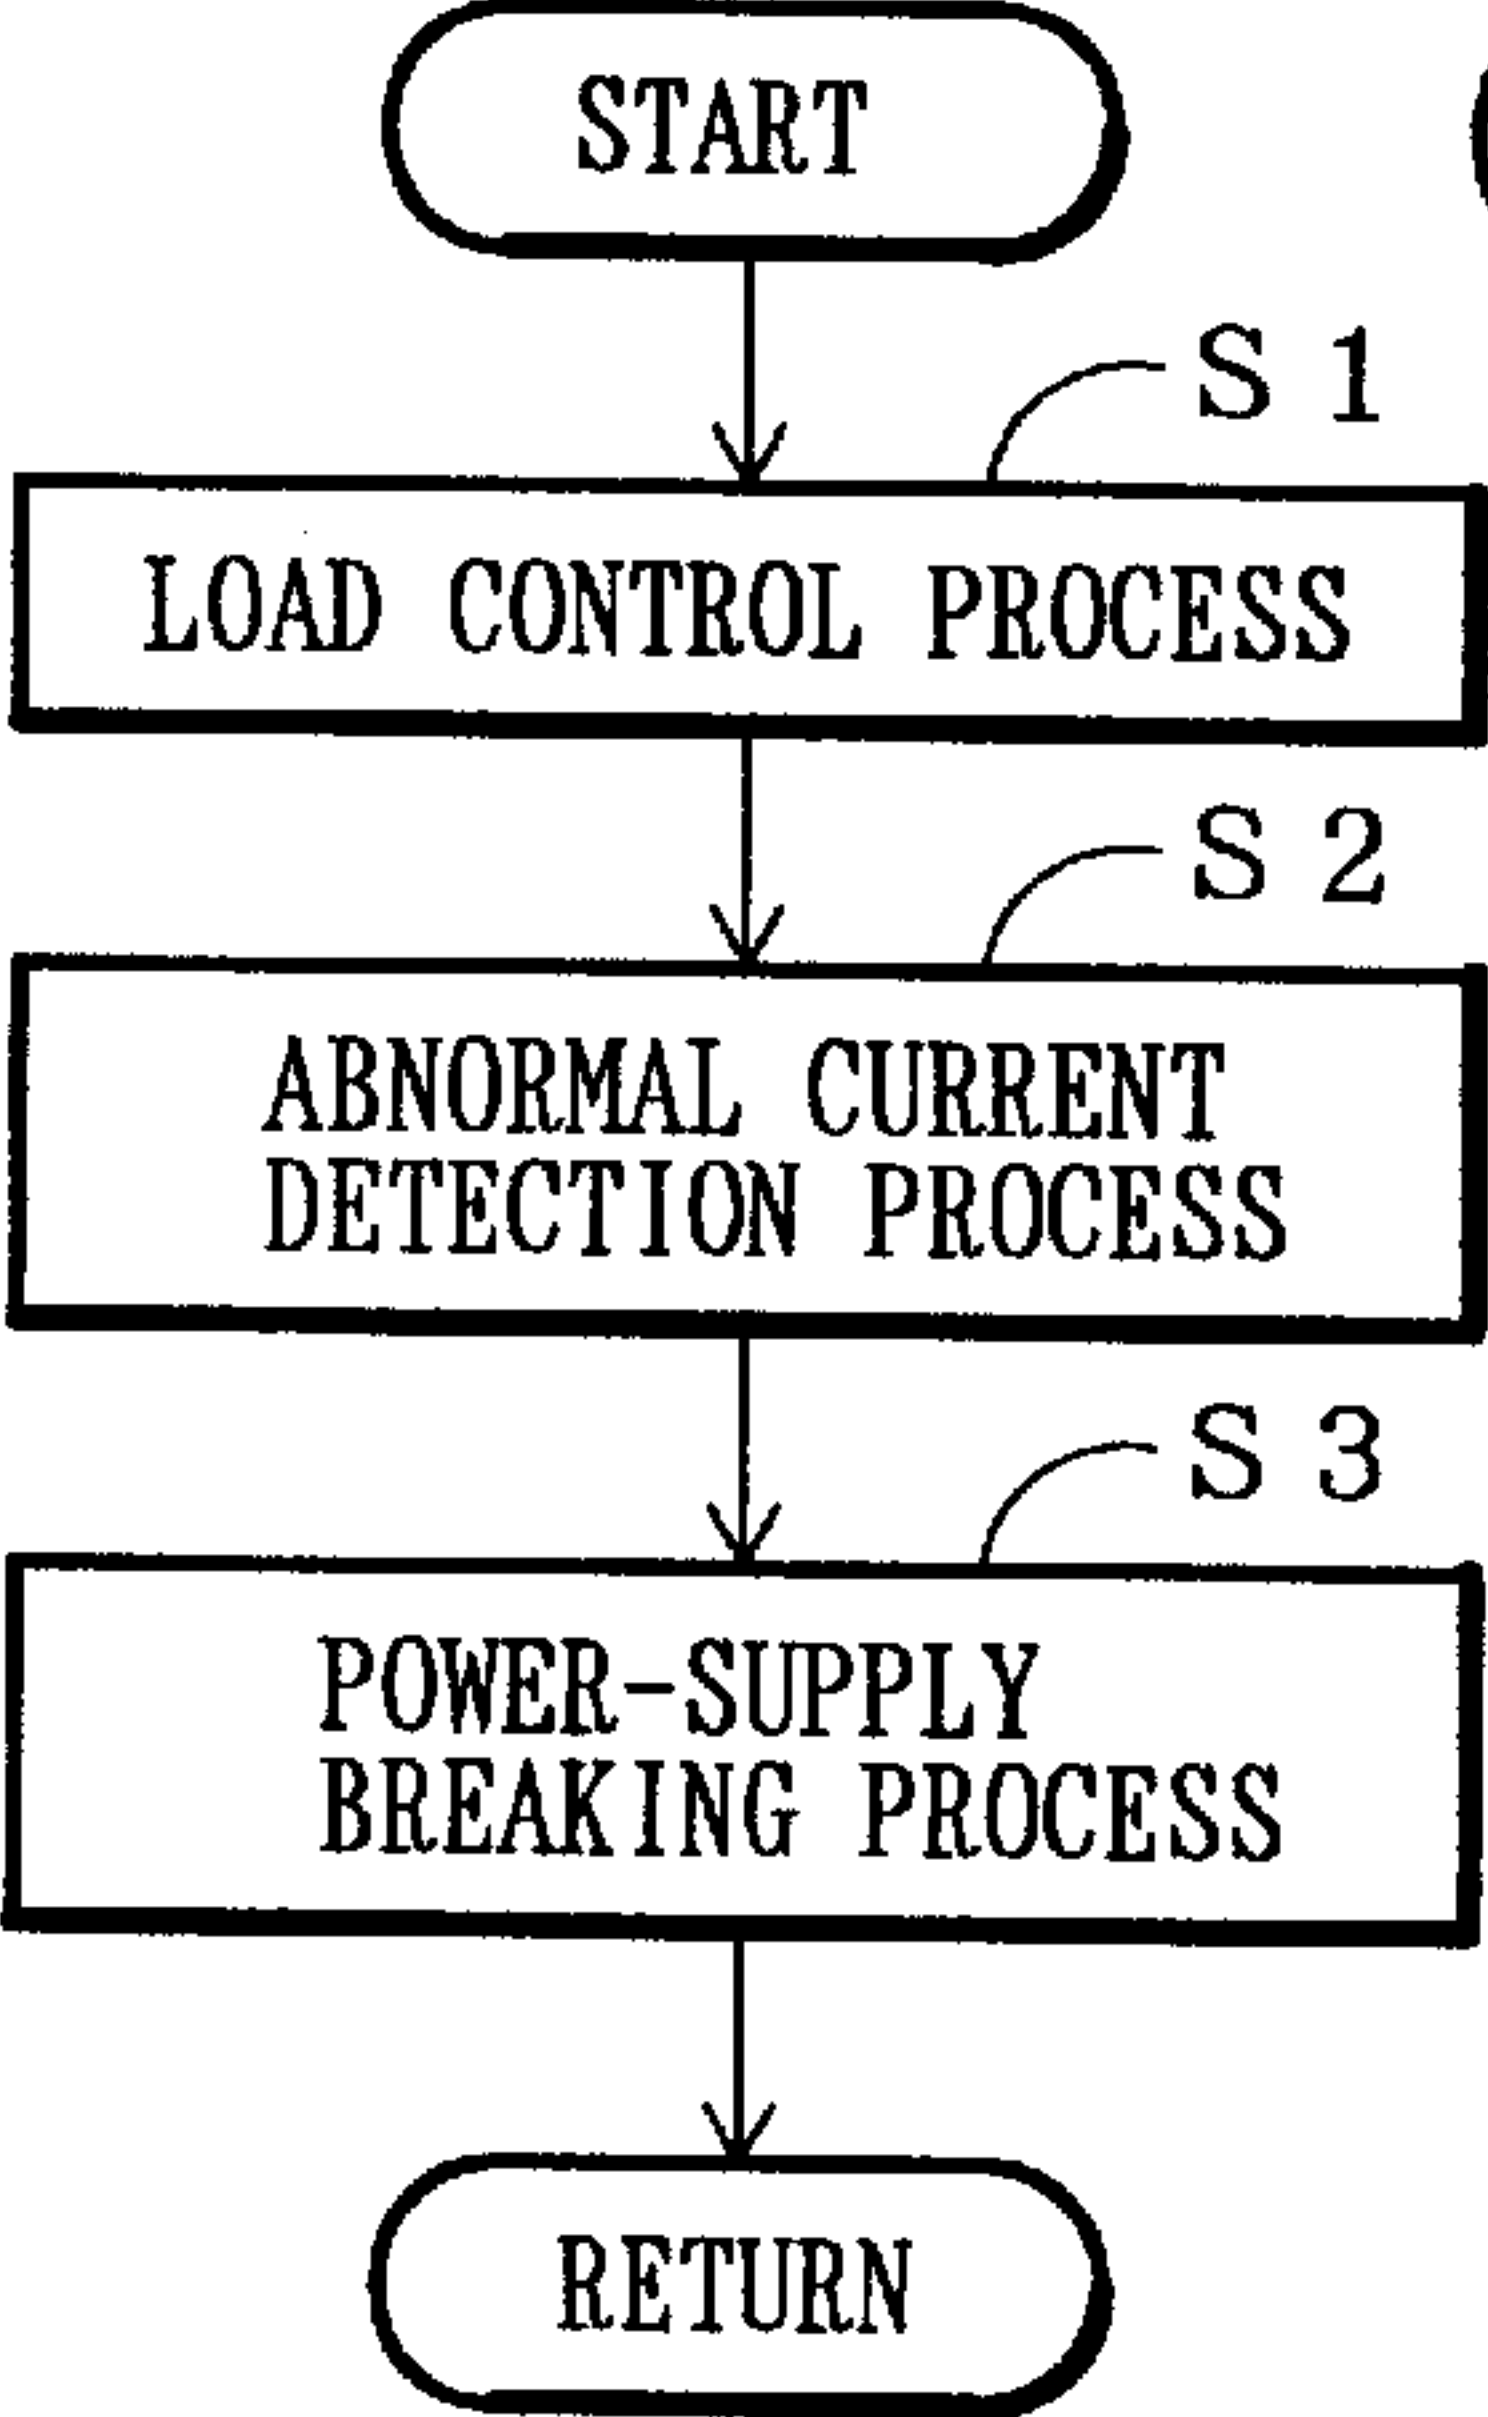 START
S 1
LOAD CONTROL PROCESS
S 2
ABNORMAL CURRENT
DETECTION PROCESS
S 3
POWER-SUPPLY
BREAKING PROCESS
RETURN